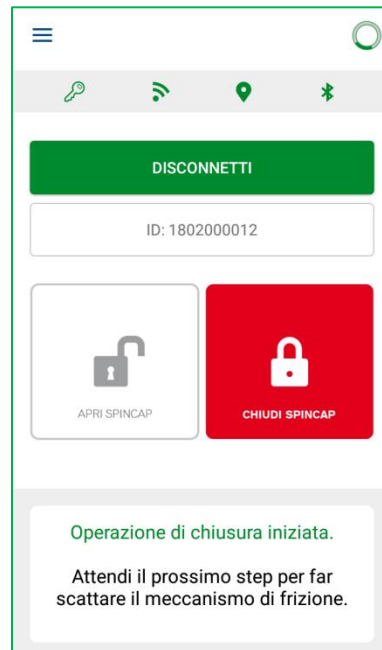 DISCONNETTI
ID: 1802000012
APRI SPINCAP
CHIUDI SPINCAP
Operazione di chiusura iniziata.
Attendi il prossimo step per far
scattare il meccanismo di frizione.